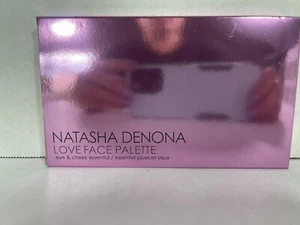 NATASHA DENONA
LOVE FACE PALETTE
eye & cheek essential / essentiel joues et yeux